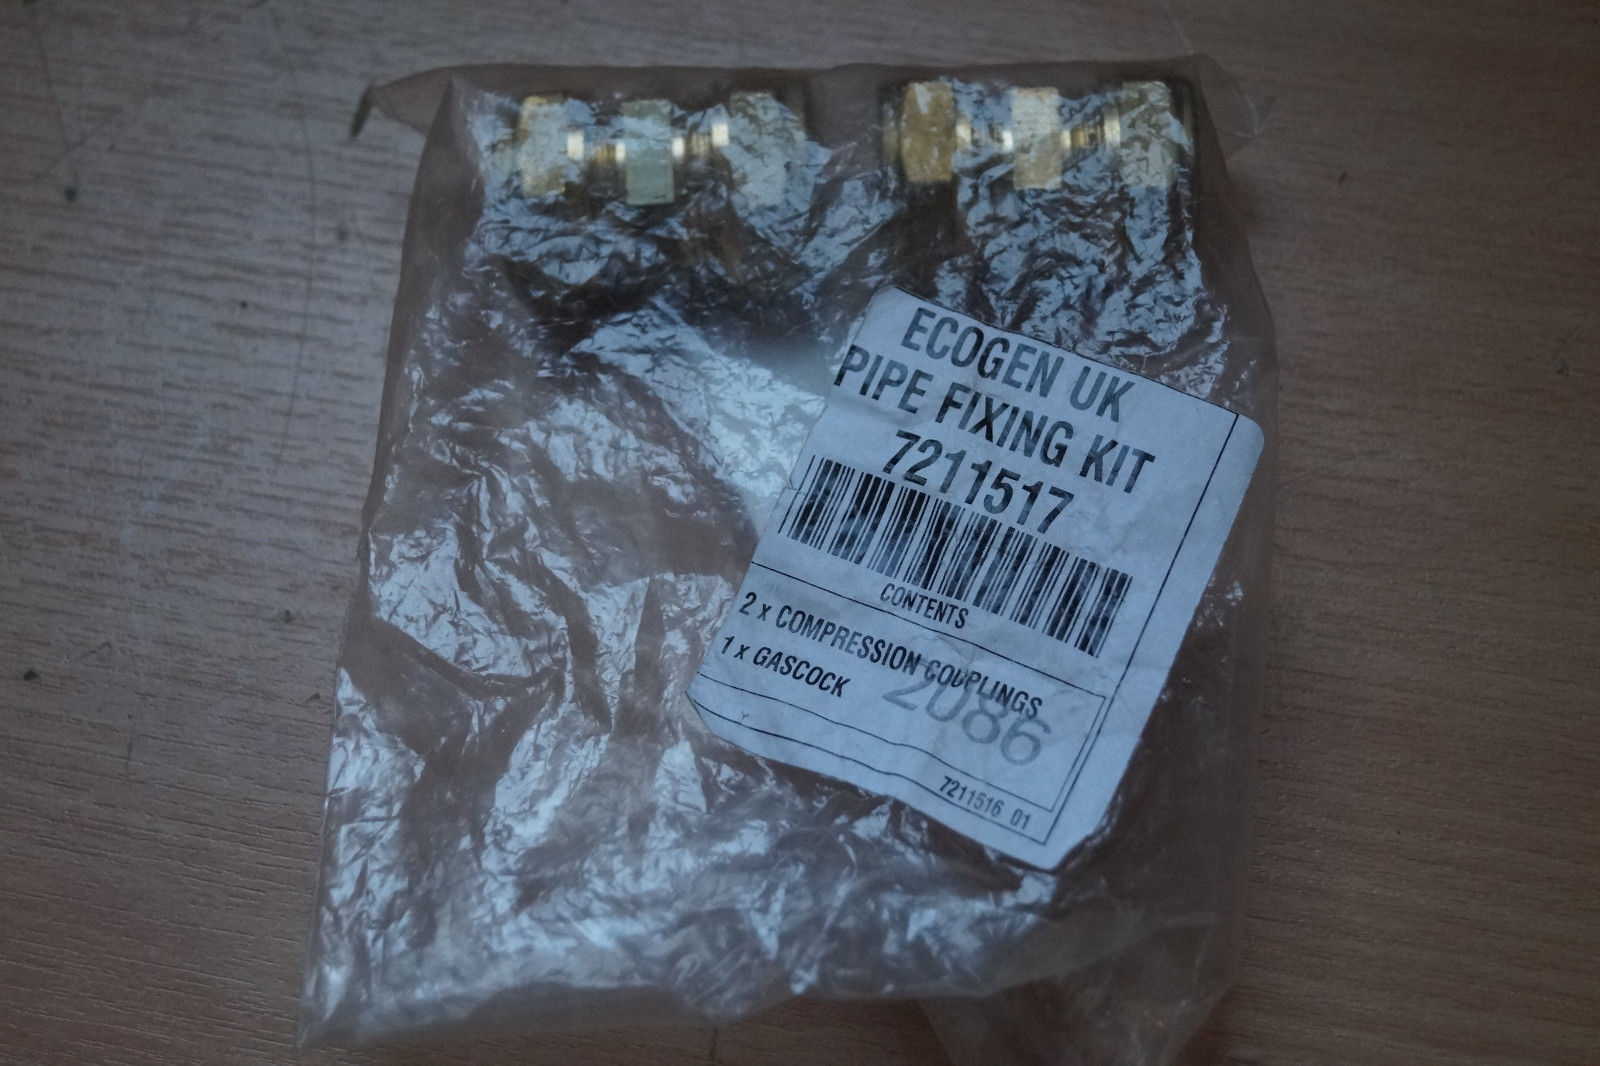 ECOGEN UK
PIPE FIXING KIT
7211517
CONTENTS
2 x COMPRESSION COUPLINGS
1 x GASCOCK
2086
7211516 01